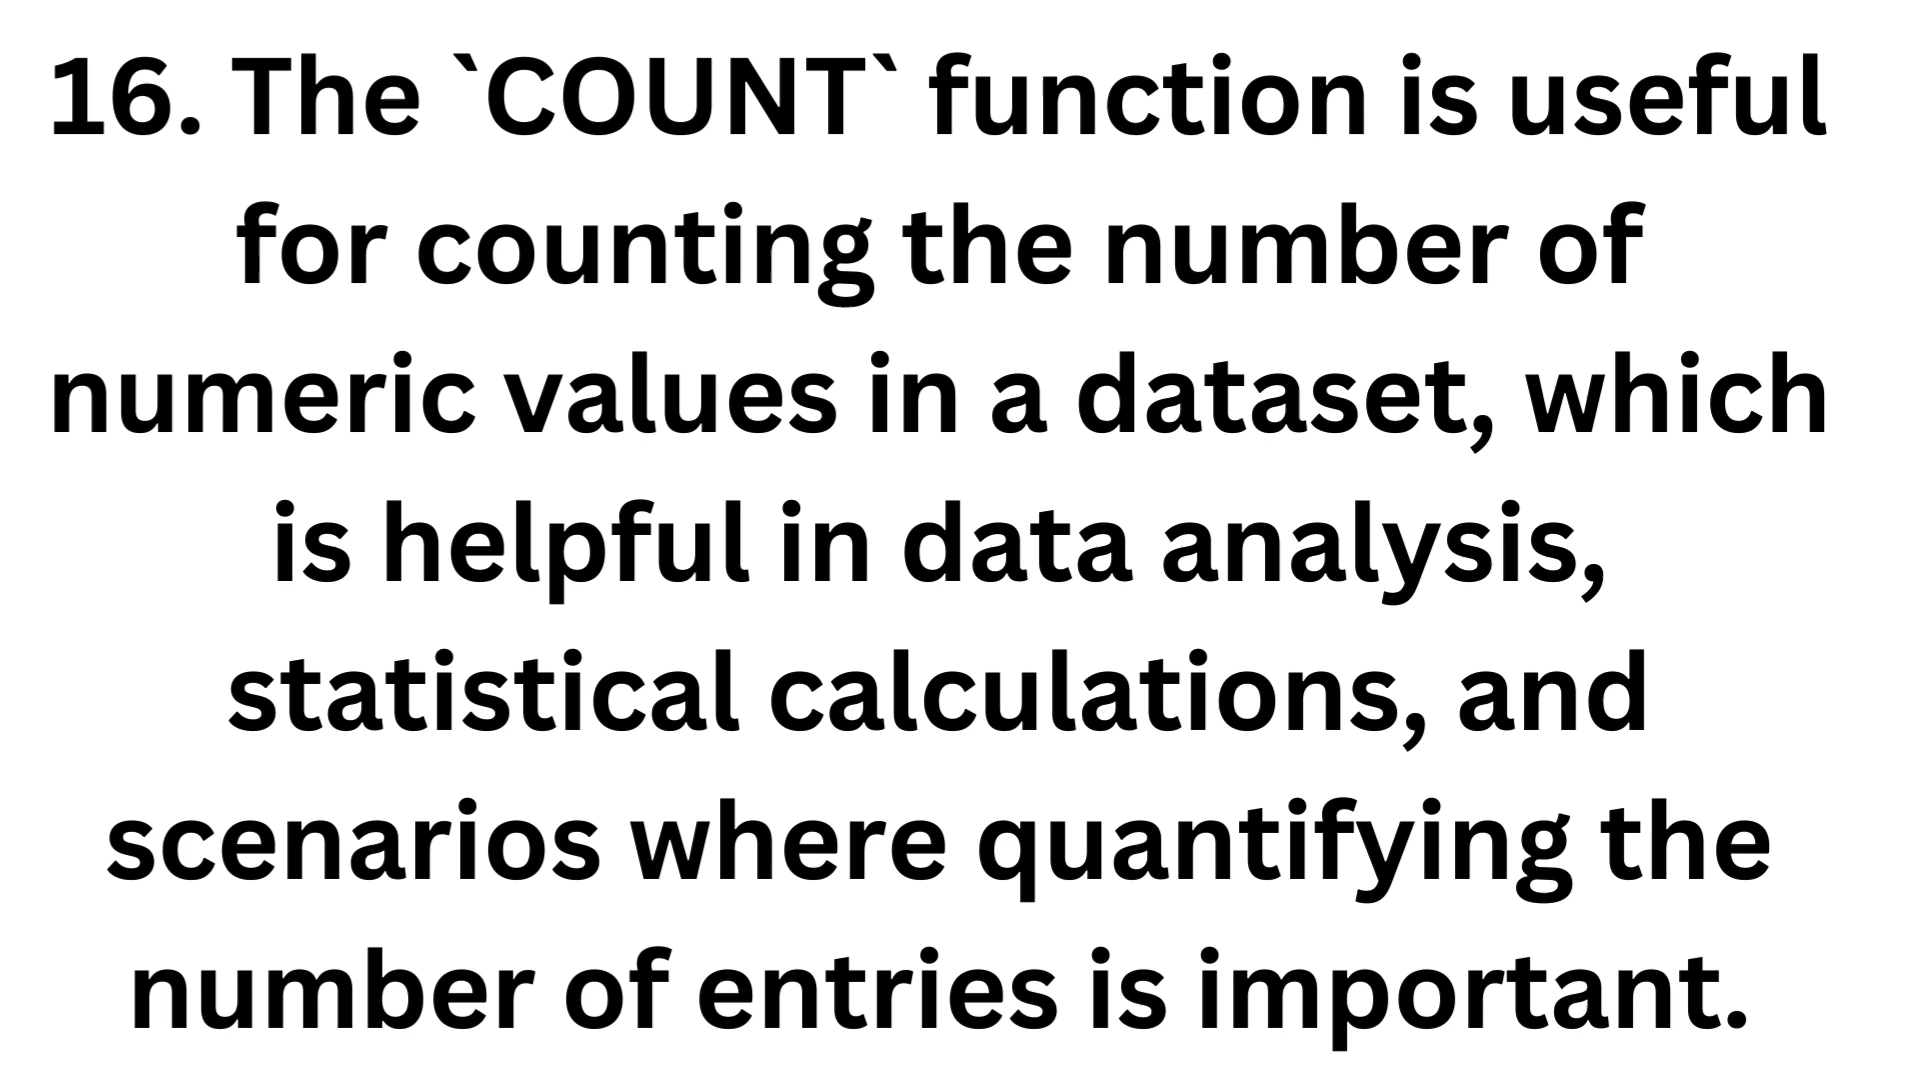 16. The `COUNT` function is useful
for counting the number of
numeric values in a dataset, which
is helpful in data analysis,
statistical calculations, and
scenarios where quantifying the
number of entries is important.